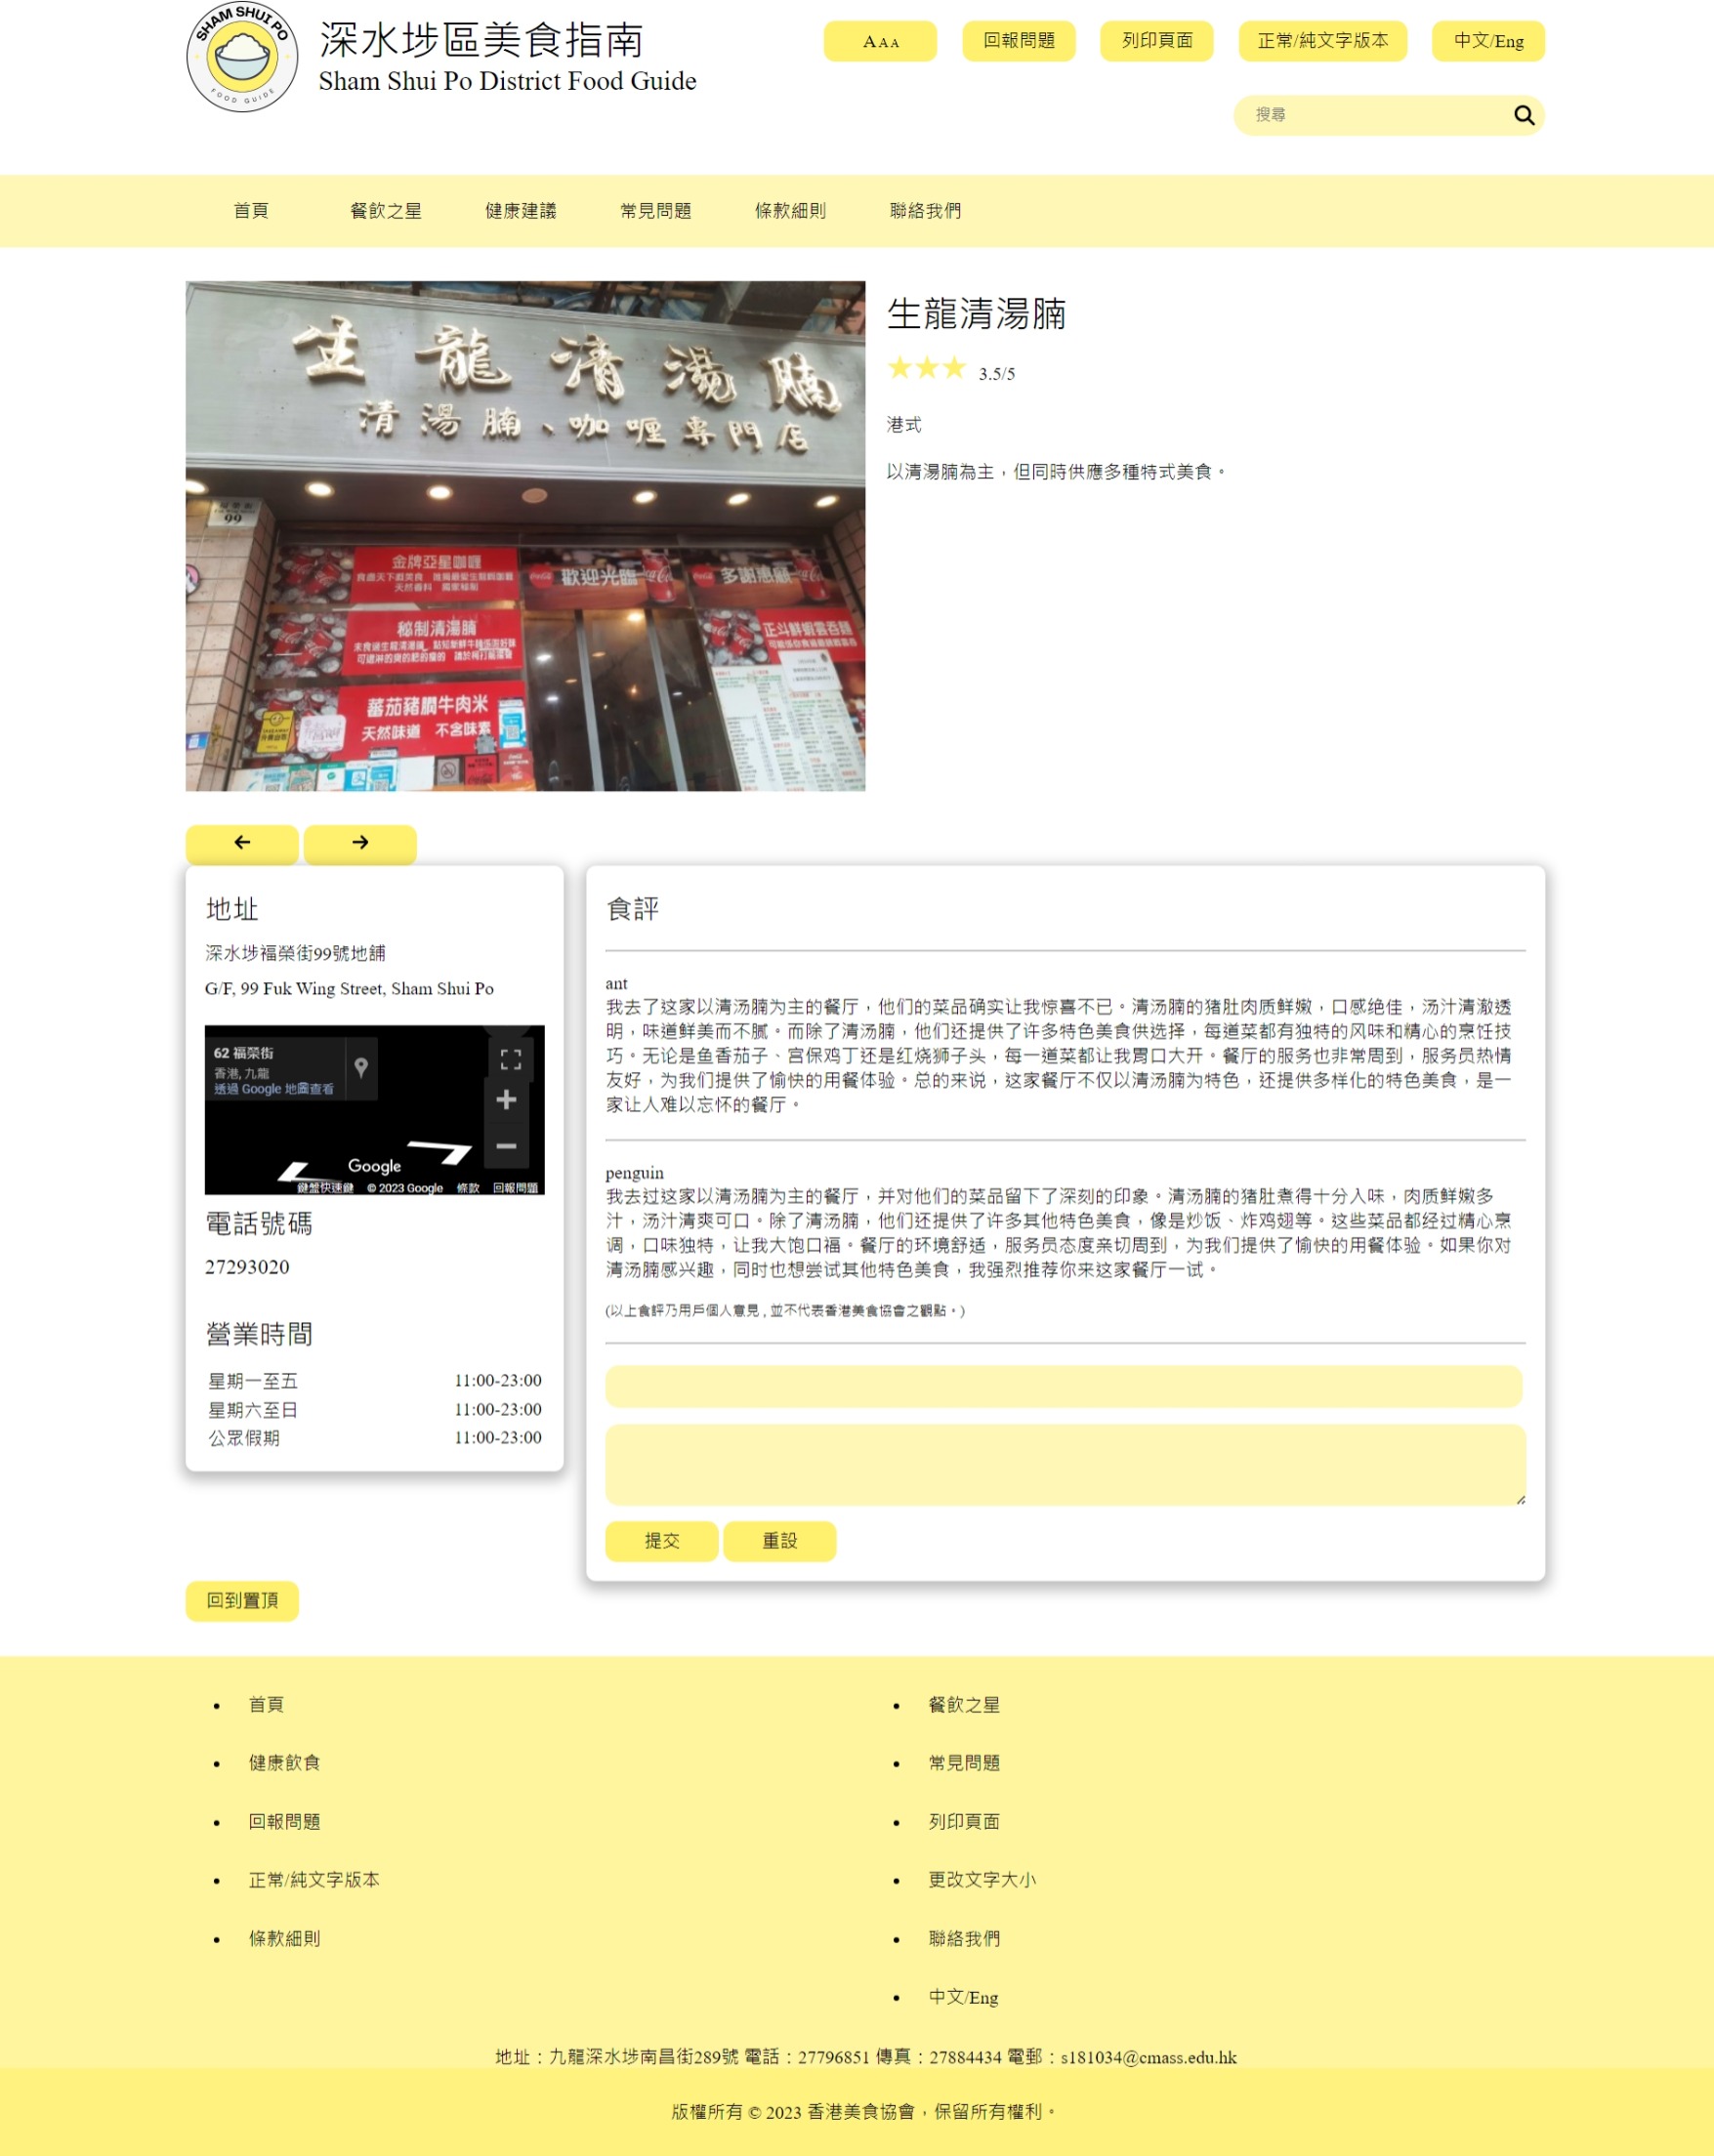 SHAM SHUI PO
FOOD GUIDE
深水埗區美食指南
Sham Shui Po District Food Guide
A A A
回報問題
列印頁面
正常/純文字版本
中文/Eng
搜尋
首頁
餐飲之星
健康建議
常見問題
條款細則
聯絡我們
生龍清湯腩
清湯腩、咖喱專門店
99
金牌亞星咖喱
歡迎光臨
多謝惠顧
秘制清湯腩
正斗鮮蝦雲吞麵
蕃茄豬膶牛肉米
天然味道 不含味素
生龍清湯腩
★★★ 3.5/5
港式
以清湯腩為主，但同時供應多種特式美食。
地址
深水埗福榮街99號地舖
G/F, 99 Fuk Wing Street, Sham Shui Po
62 福榮街
香港, 九龍
透過 Google 地圖查看
Google
鍵盤快速鍵 © 2023 Google 條款 回報問題
電話號碼
27293020
營業時間
星期一至五 11:00-23:00
星期六至日 11:00-23:00
公眾假期 11:00-23:00
食評
ant
我去了这家以清汤腩为主的餐厅，他们的菜品确实让我惊喜不已。清汤腩的猪肚肉质鲜嫩，口感绝佳，汤汁清澈透
明，味道鲜美而不腻。而除了清汤腩，他们还提供了许多特色美食供选择，每道菜都有独特的风味和精心的烹饪技
巧。无论是鱼香茄子、宫保鸡丁还是红烧狮子头，每一道菜都让我胃口大开。餐厅的服务也非常周到，服务员热情
友好，为我们提供了愉快的用餐体验。总的来说，这家餐厅不仅以清汤腩为特色，还提供多样化的特色美食，是一
家让人难以忘怀的餐厅。
penguin
我去过这家以清汤腩为主的餐厅，并对他们的菜品留下了深刻的印象。清汤腩的猪肚煮得十分入味，肉质鲜嫩多
汁，汤汁清爽可口。除了清汤腩，他们还提供了许多其他特色美食，像是炒饭、炸鸡翅等。这些菜品都经过精心烹
调，口味独特，让我大饱口福。餐厅的环境舒适，服务员态度亲切周到，为我们提供了愉快的用餐体验。如果你对
清汤腩感兴趣，同时也想尝试其他特色美食，我强烈推荐你来这家餐厅一试。
(以上食評乃用戶個人意見 , 並不代表香港美食協會之觀點。)
提交
重設
回到置頂
首頁
餐飲之星
健康飲食
常見問題
回報問題
列印頁面
正常/純文字版本
更改文字大小
條款細則
聯絡我們
中文/Eng
地址：九龍深水埗南昌街289號 電話：27796851 傳真：27884434 電郵：s181034@cmass.edu.hk
版權所有 © 2023 香港美食協會，保留所有權利。